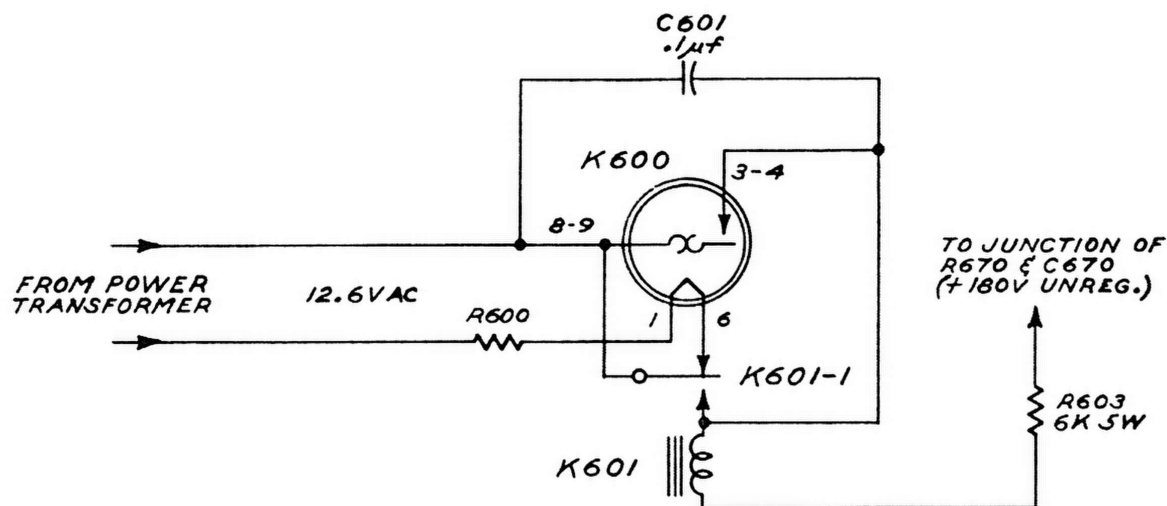 C601
.1µf
K600
3-4
8-9
TO JUNCTION OF
R670 & C670
(+180V UNREG.)
FROM POWER
TRANSFORMER
12.6VAC
R600
1
6
K601-1
R603
6K 5W
K601